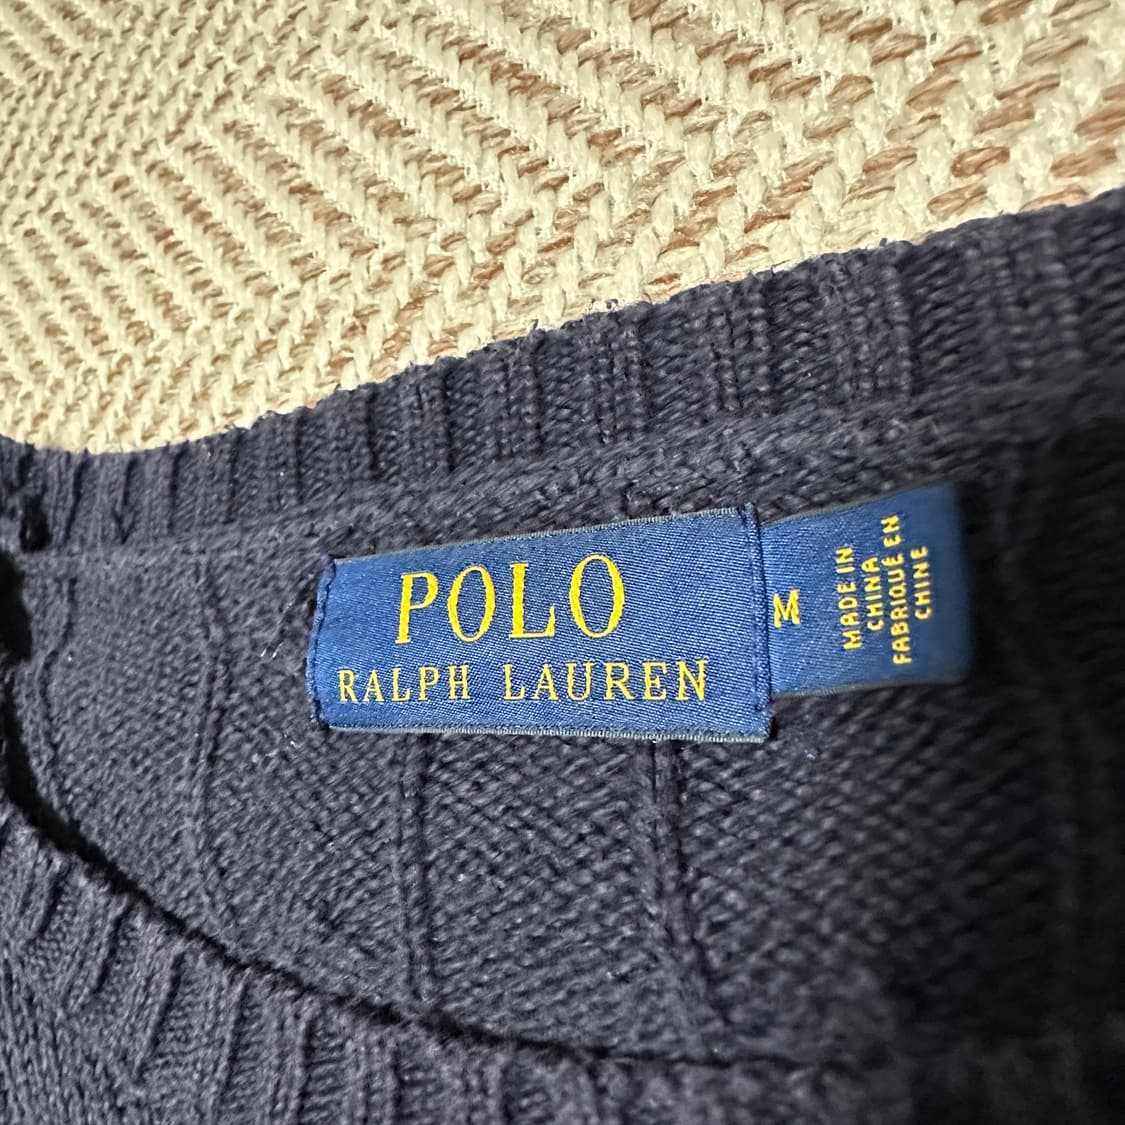 POLO
RALPH LAUREN
M
MADE IN
CHINA
FABRIQUÉ EN
CHINE